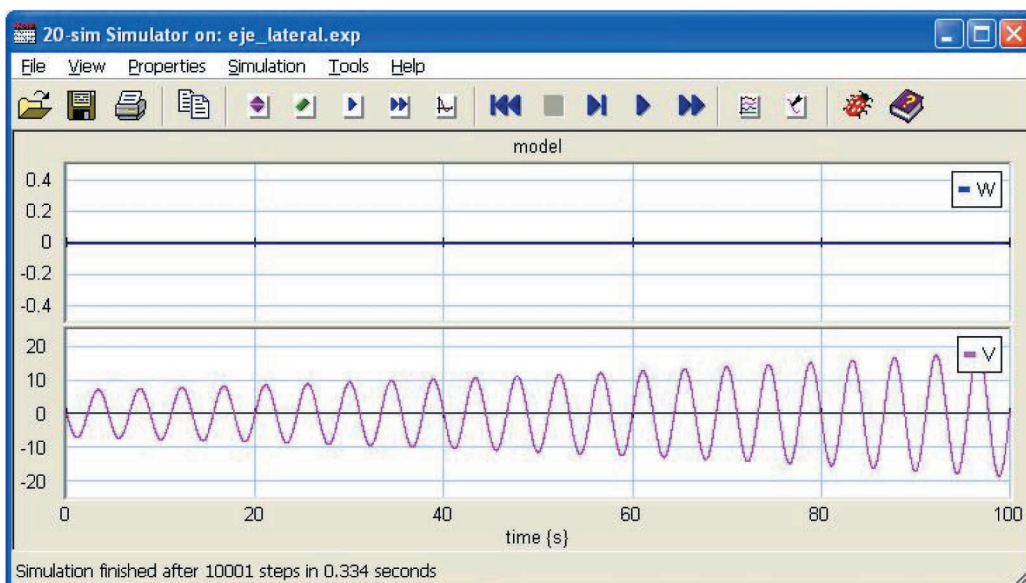 20-sim Simulator on: eje_lateral.exp
File View Properties Simulation Tools Help
model
0.4
0.2
0
-0.2
-0.4
W
20
10
0
-10
-20
V
0 20 40 60 80 100
time {s}
Simulation finished after 10001 steps in 0.334 seconds